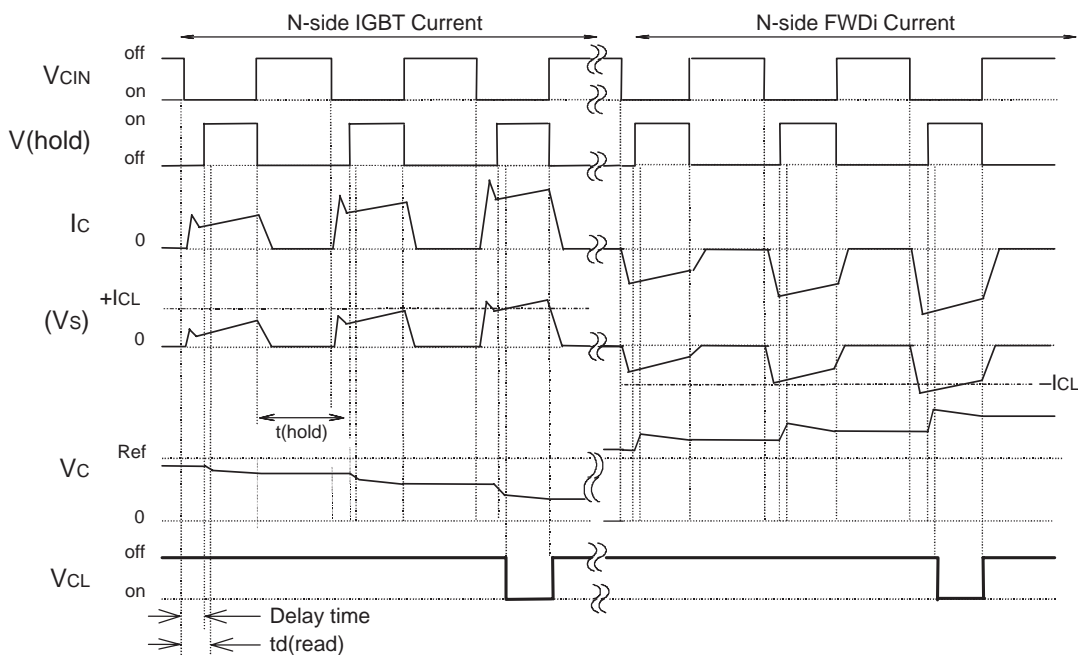 N-side IGBT Current
N-side FWDi Current
off
VCIN
on
on
V(hold)
off
IC
0
+ICL
(VS)
0
–ICL
t(hold)
Ref
VC
0
off
VCL
on
Delay time
td(read)